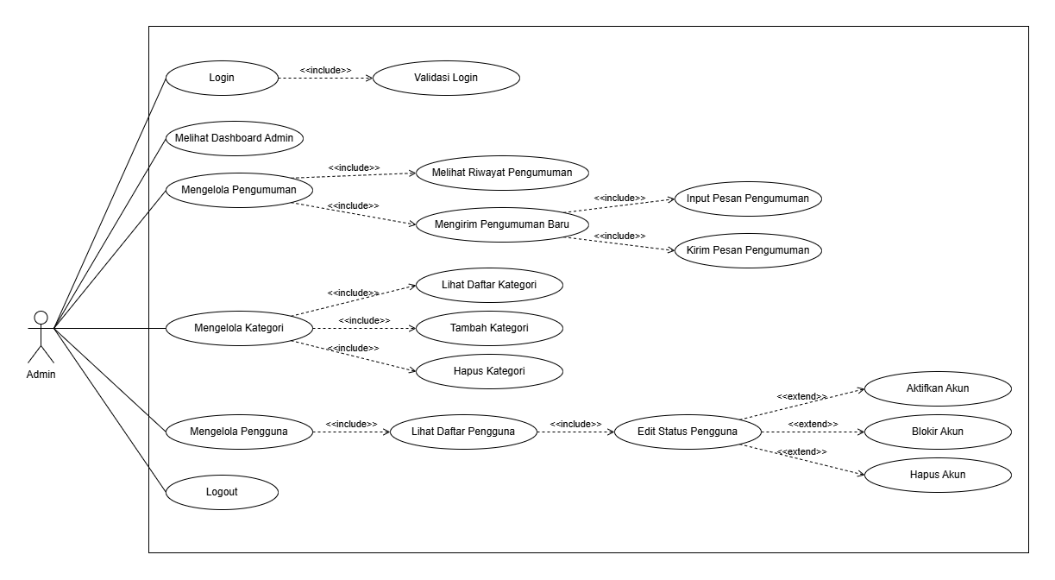 Login
<<include>>
Validasi Login
Melihat Dashboard Admin
Mengelola Pengumuman
<<include>>
Melihat Riwayat Pengumuman
<<include>>
Mengirim Pengumuman Baru
<<include>>
Input Pesan Pengumuman
<<include>>
Kirim Pesan Pengumuman
Admin
Mengelola Kategori
<<include>>
Lihat Daftar Kategori
<<include>>
Tambah Kategori
<<include>>
Hapus Kategori
Mengelola Pengguna
<<include>>
Lihat Daftar Pengguna
<<include>>
Edit Status Pengguna
<<extend>>
Aktifkan Akun
<<extend>>
Blokir Akun
<<extend>>
Hapus Akun
Logout